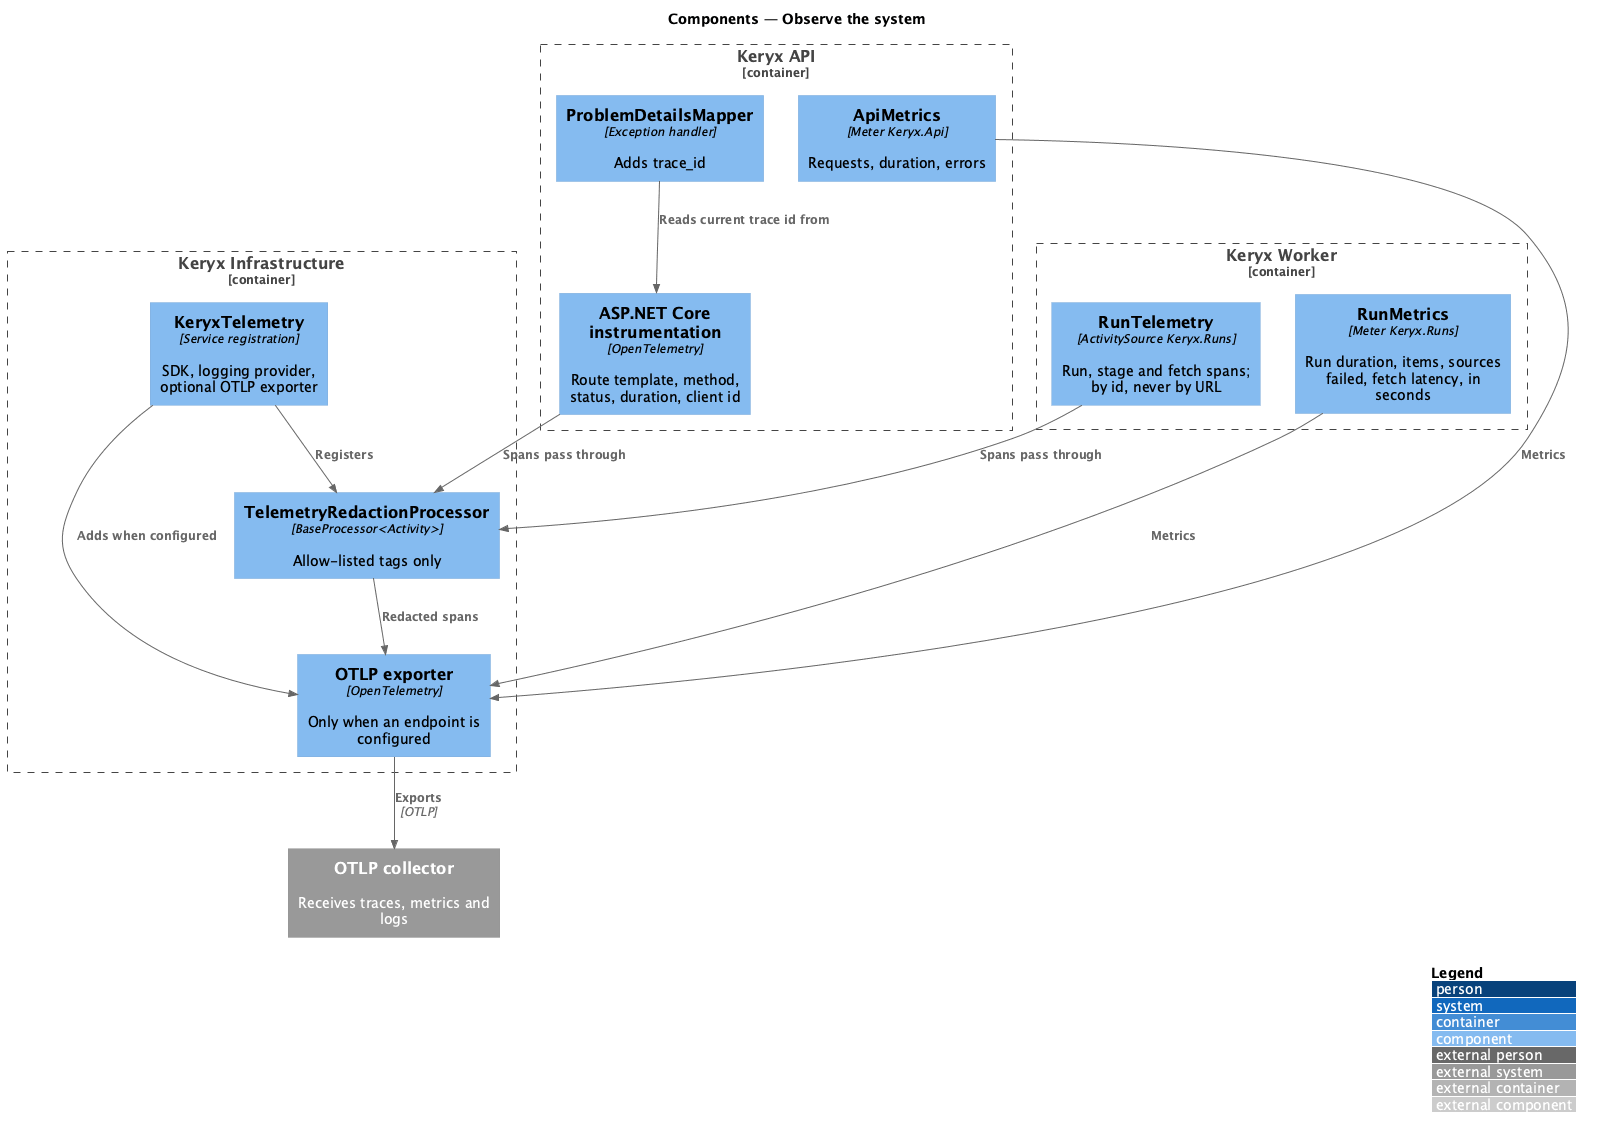 Components — Observe the system
Keryx API
[container]
ProblemDetailsMapper
[Exception handler]
Adds trace_id
ApiMetrics
[Meter Keryx.Api]
Requests, duration, errors
Reads current trace id from
Keryx Infrastructure
[container]
Keryx Worker
[container]
KeryxTelemetry
[Service registration]
SDK, logging provider,
optional OTLP exporter
ASP.NET Core
instrumentation
[OpenTelemetry]
Route template, method,
status, duration, client id
RunTelemetry
[ActivitySource Keryx.Runs]
Run, stage and fetch spans;
by id, never by URL
RunMetrics
[Meter Keryx.Runs]
Run duration, items, sources
failed, fetch latency, in
seconds
Registers
Spans pass through
Spans pass through
Metrics
TelemetryRedactionProcessor
[BaseProcessor<Activity>]
Allow-listed tags only
Adds when configured
Metrics
Redacted spans
OTLP exporter
[OpenTelemetry]
Only when an endpoint is
configured
Exports
[OTLP]
OTLP collector
Receives traces, metrics and
logs
Legend
person
system
container
component
external person
external system
external container
external component